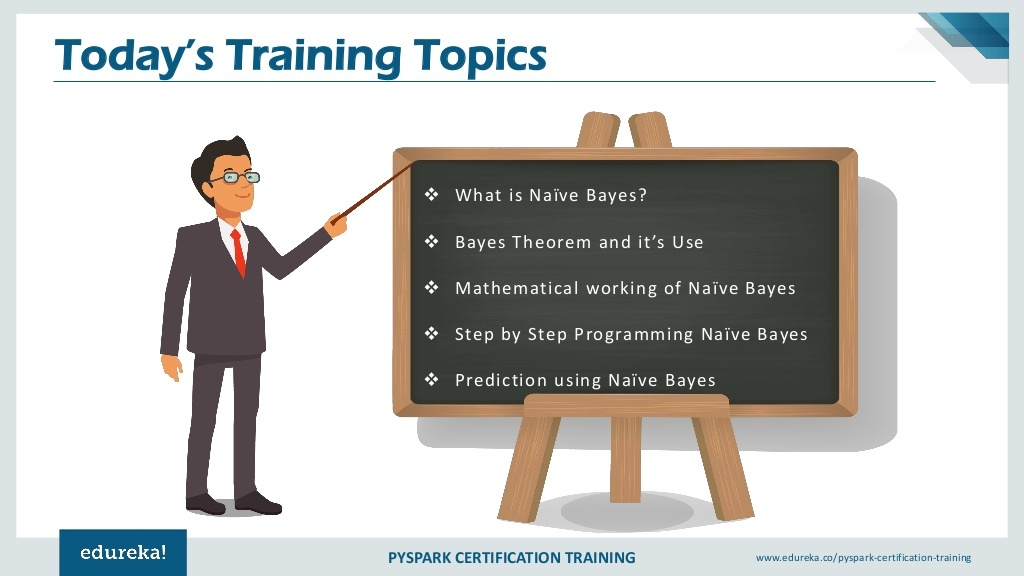 Today’s Training Topics
❖ What is Naïve Bayes?
❖ Bayes Theorem and it’s Use
❖ Mathematical working of Naïve Bayes
❖ Step by Step Programming Naïve Bayes
❖ Prediction using Naïve Bayes
edureka!
PYSPARK CERTIFICATION TRAINING
www.edureka.co/pyspark-certification-training